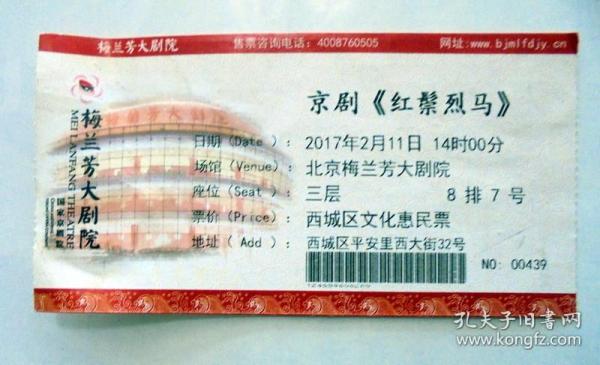 梅兰芳大剧院 售票咨询电话：4008760505 网址：www.bjmlfdjy.cn
梅兰芳大剧院
MEI LANFANG THEATRE
国家京剧院
京剧《红鬃烈马》
日期（Date）： 2017年2月11日 14时00分
场馆（Venue）： 北京梅兰芳大剧院
座位（Seat）： 三层 8 排 7 号
票价（Price）： 西城区文化惠民票
地址（Add）： 西城区平安里西大街32号
NO: 00439
孔夫子旧书网
www.kongfz.com